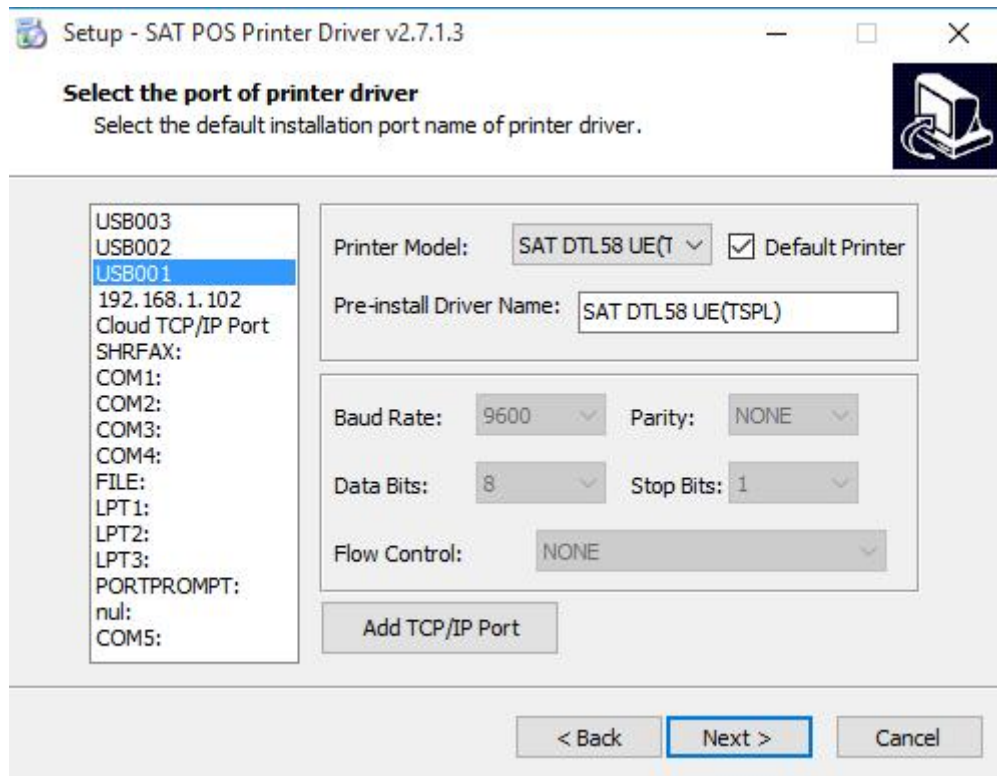 Setup - SAT POS Printer Driver v2.7.1.3
Select the port of printer driver
Select the default installation port name of printer driver.
USB003
USB002
USB001
192.168.1.102
Cloud TCP/IP Port
SHRFAX:
COM1:
COM2:
COM3:
COM4:
FILE:
LPT1:
LPT2:
LPT3:
PORTPROMPT:
nul:
COM5:
Printer Model: SAT DTL58 UE(T Default Printer
Pre-install Driver Name: SAT DTL58 UE(TSPL)
Baud Rate: 9600 Parity: NONE
Data Bits: 8 Stop Bits: 1
Flow Control: NONE
Add TCP/IP Port
< Back Next > Cancel